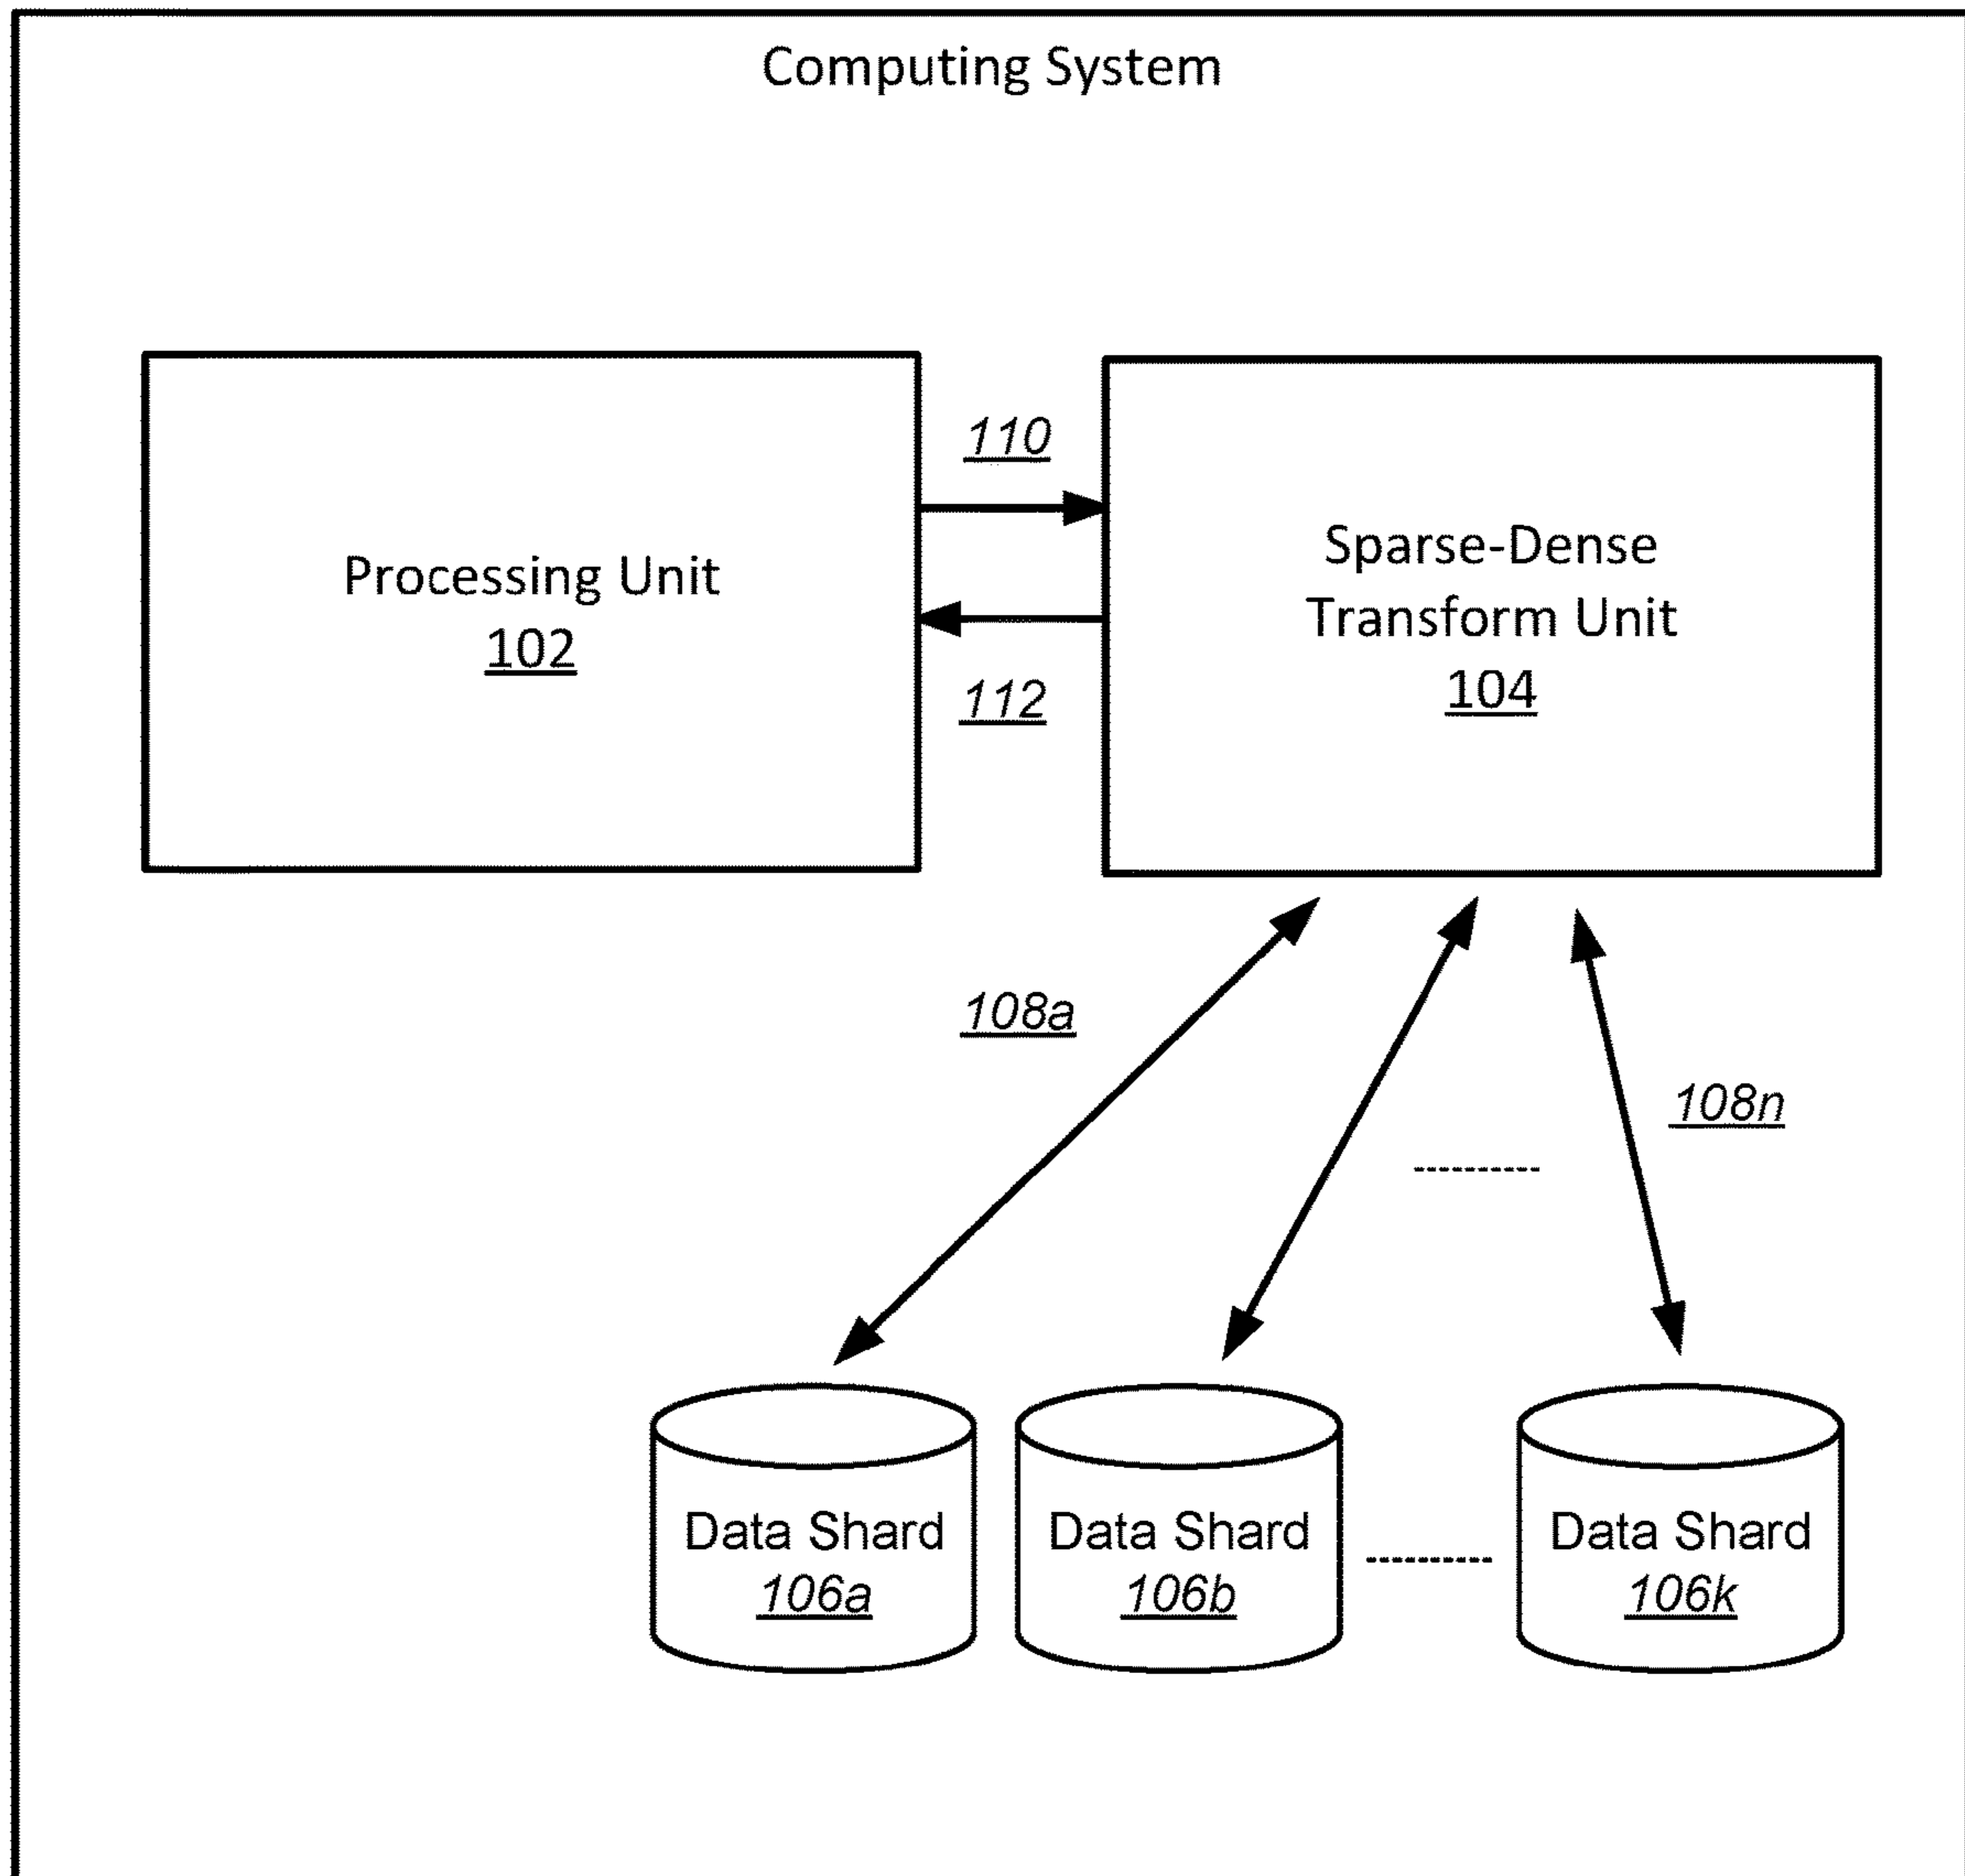 Computing System
110
Processing Unit
102
Sparse-Dense
Transform Unit
104
112
108a
108n
Data Shard
106a
Data Shard
106b
Data Shard
106k